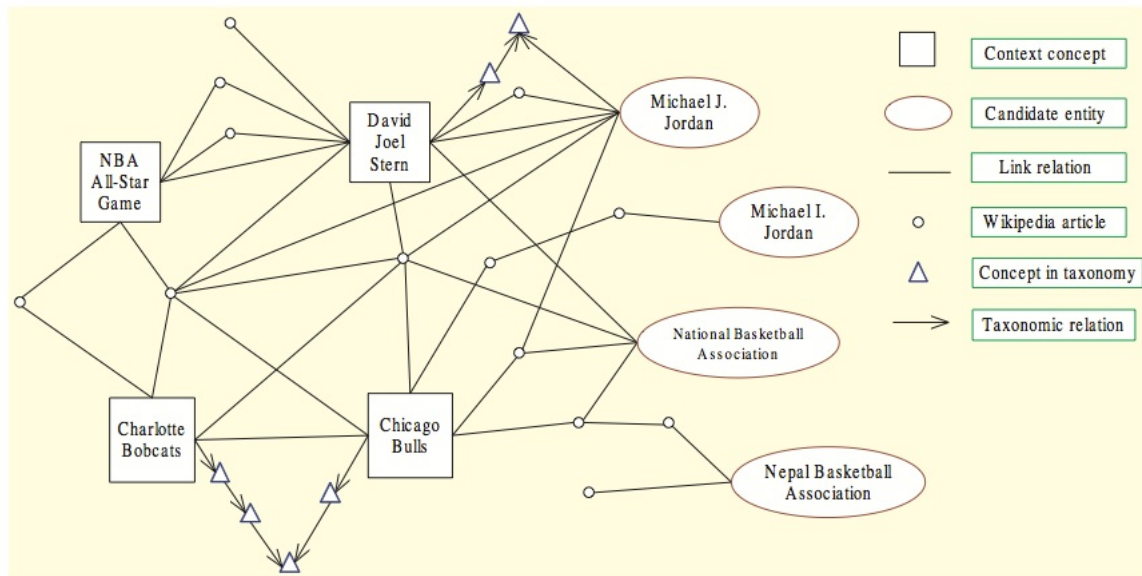 NBA
All-Star
Game
David
Joel
Stern
Michael J.
Jordan
Michael I.
Jordan
National Basketball
Association
Charlotte
Bobcats
Chicago
Bulls
Nepal Basketball
Association
Context concept
Candidate entity
Link relation
Wikipedia article
Concept in taxonomy
Taxonomic relation